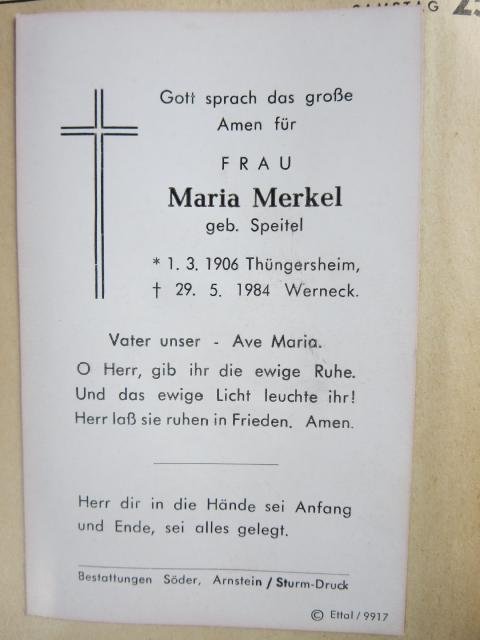 SAMSTAG 2
Gott sprach das große
Amen für
FRAU
Maria Merkel
geb. Speitel
* 1. 3. 1906 Thüngersheim,
† 29. 5. 1984 Werneck.
Vater unser - Ave Maria.
O Herr, gib ihr die ewige Ruhe.
Und das ewige Licht leuchte ihr!
Herr laß sie ruhen in Frieden. Amen.
Herr dir in die Hände sei Anfang
und Ende, sei alles gelegt.
Bestattungen Söder, Arnstein / Sturm-Druck
© Ettal / 9917